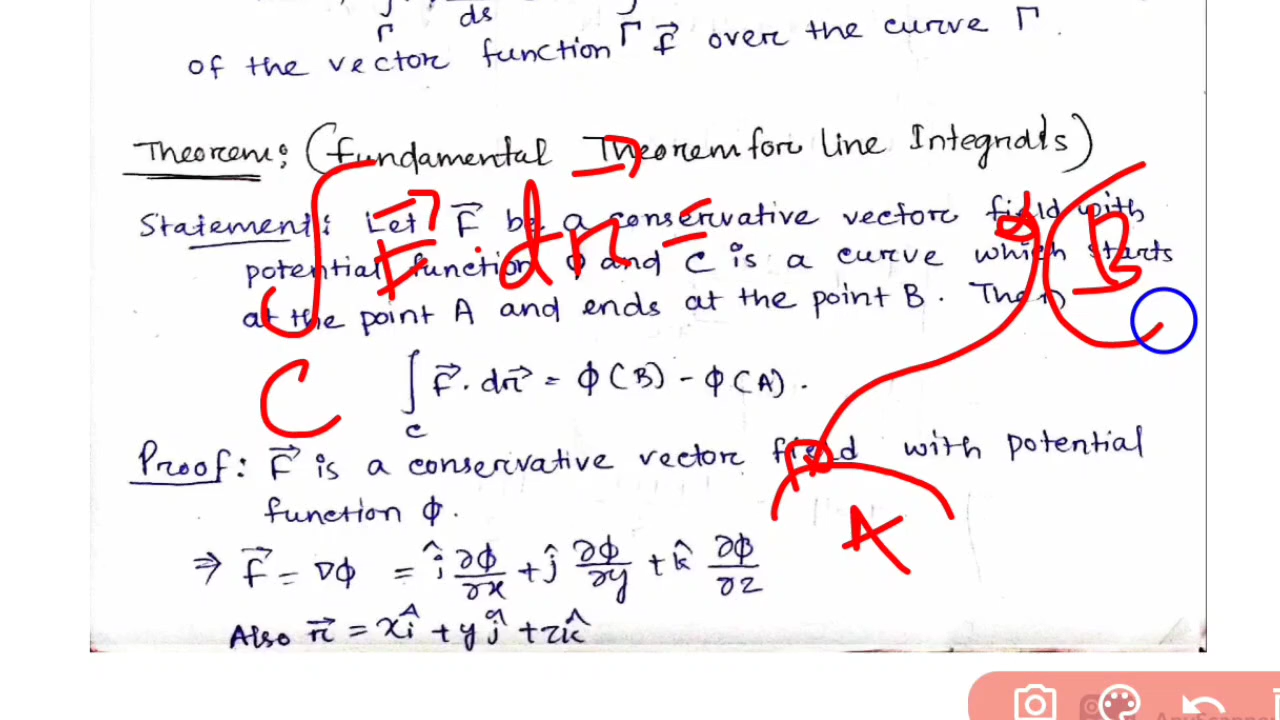 ds
Γ
of the vector function F⃗ over the curve Γ
Theorem: (Fundamental Theorem for line Integrals)
Statement: Let F⃗ be a conservative vector field with
potential function ϕ and C is a curve which starts
at the point A and ends at the point B. Then
∫ F⃗ . dr⃗ = ϕ(B) - ϕ(A).
c
Proof: F⃗ is a conservative vector field with potential
function ϕ.
⇒ F⃗ = ∇ϕ = î ∂ϕ/∂x + ĵ ∂ϕ/∂y + k̂ ∂ϕ/∂z
Also r⃗ = xî + yĵ + zk̂
∫ F⃗ dr⃗ =
C
A
B